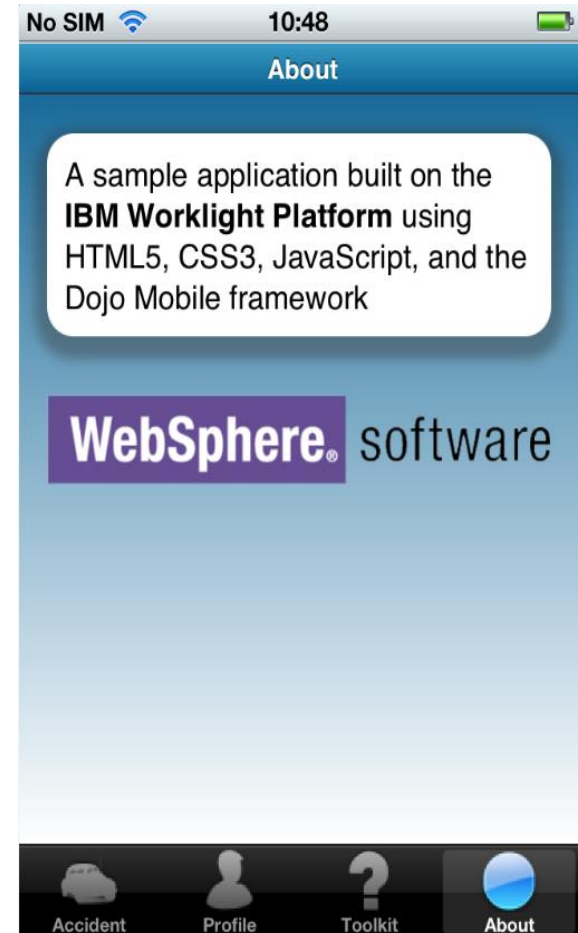 No SIM 10:48
About
A sample application built on the
IBM Worklight Platform using
HTML5, CSS3, JavaScript, and the
Dojo Mobile framework
WebSphere® software
Accident Profile Toolkit About